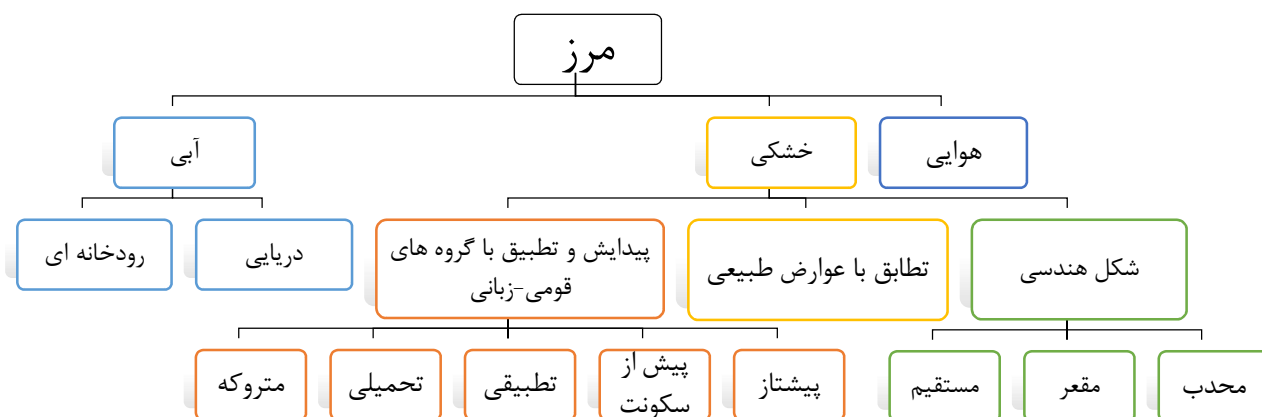 مرز
هوایی
خشکی
آبی
شکل هندسی
تطابق با عوارض طبیعی
پیدایش و تطبیق با گروه های
قومی-زبانی
دریایی
رودخانه ای
محدب
مقعر
مستقیم
پیشتاز
پیش از
سکونت
تطبیقی
تحمیلی
متروکه